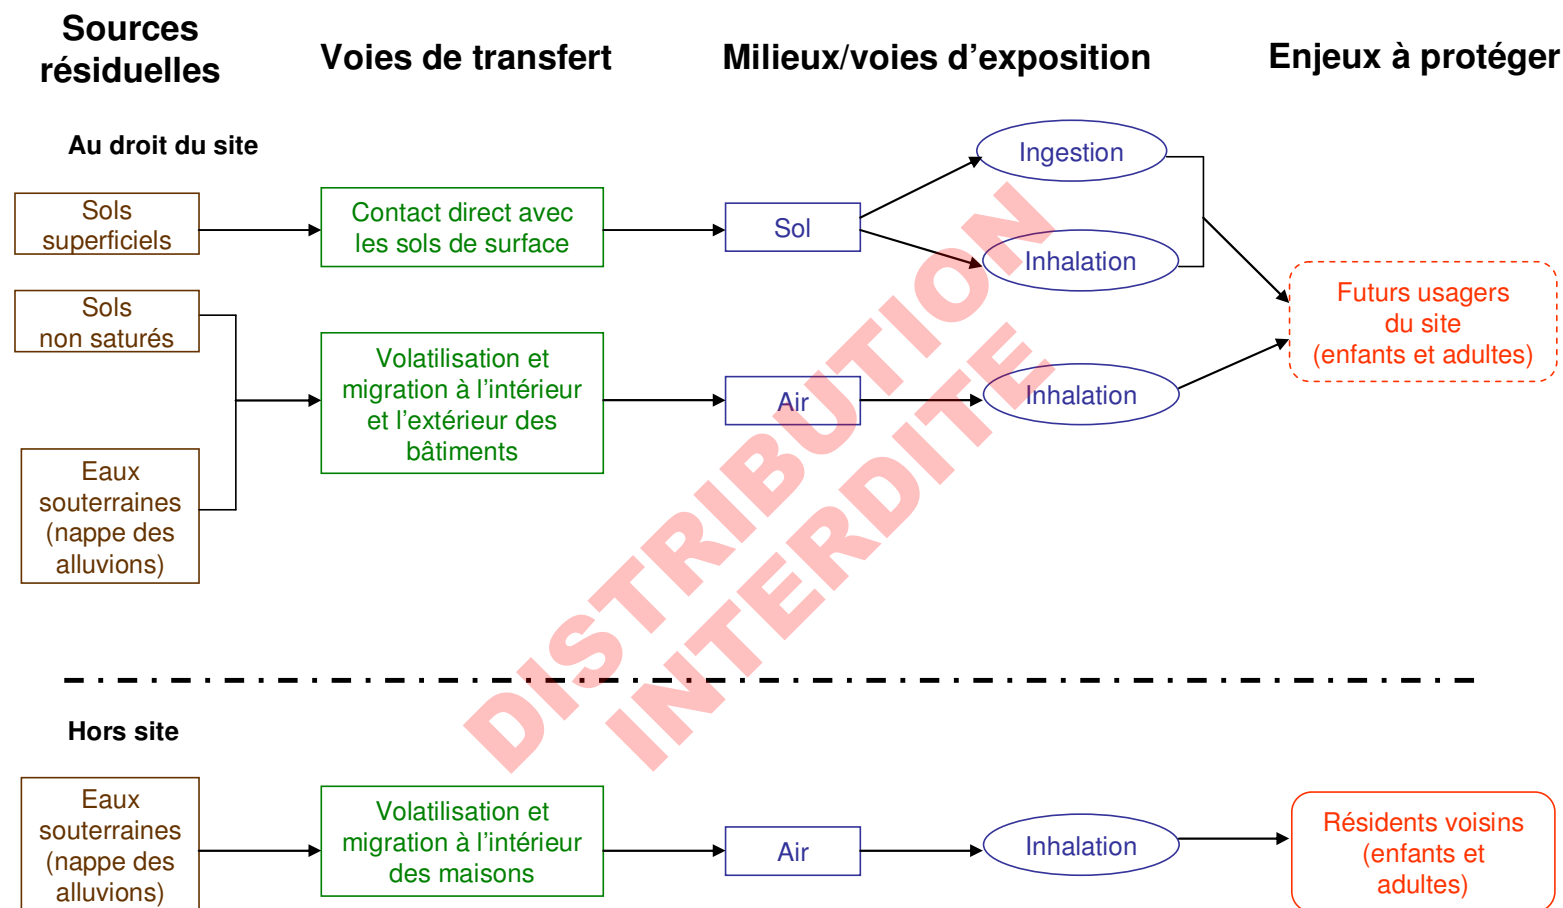 Sources
résiduelles
Voies de transfert
Milieux/voies d'exposition
Enjeux à protéger
Au droit du site
Sols
superficiels
Contact direct avec
les sols de surface
Sol
Ingestion
Inhalation
Sols
non saturés
Eaux
souterraines
(nappe des
alluvions)
Volatilisation et
migration à l'intérieur
et l'extérieur des
bâtiments
Air
Inhalation
Futurs usagers
du site
(enfants et adultes)
DISTRIBUTION
INTERDITE
Hors site
Eaux
souterraines
(nappe des
alluvions)
Volatilisation et
migration à l'intérieur
des maisons
Air
Inhalation
Résidents voisins
(enfants et
adultes)